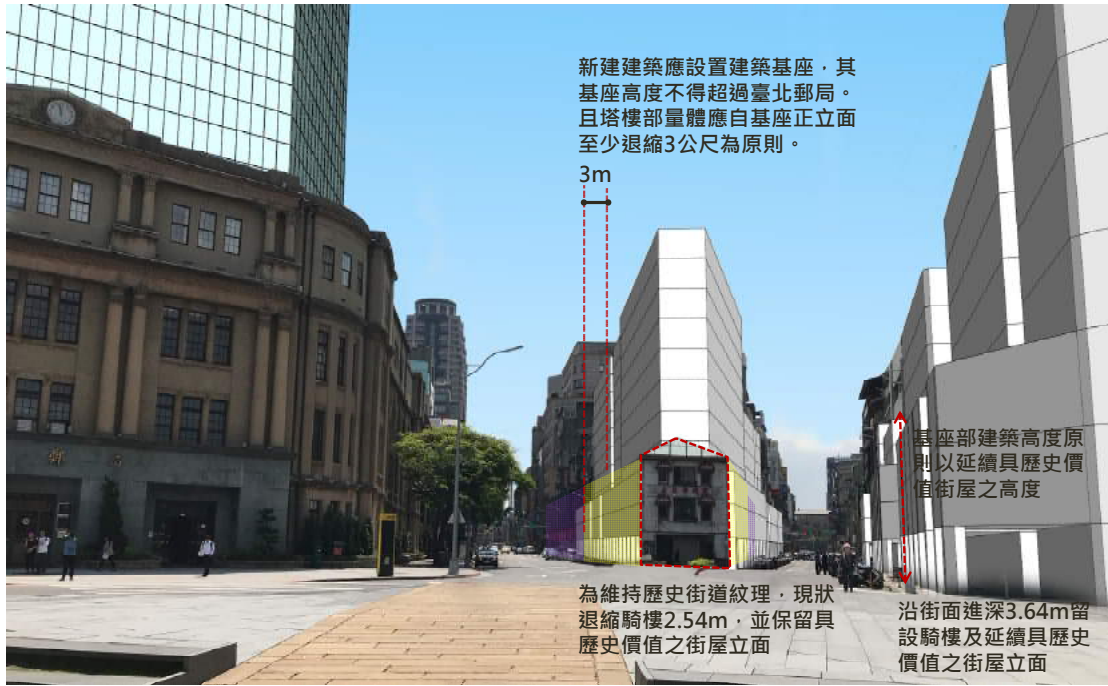 新建建築應設置建築基座，其
基座高度不得超過臺北郵局。
且塔樓部量體應自基座正立面
至少退縮3公尺為原則。
3m
基座部建築高度原
則以延續具歷史價
值街屋之高度
為維持歷史街道紋理，現狀
退縮騎樓2.54m，並保留具
歷史價值之街屋立面
沿街面進深3.64m留
設騎樓及延續具歷史
價值之街屋立面